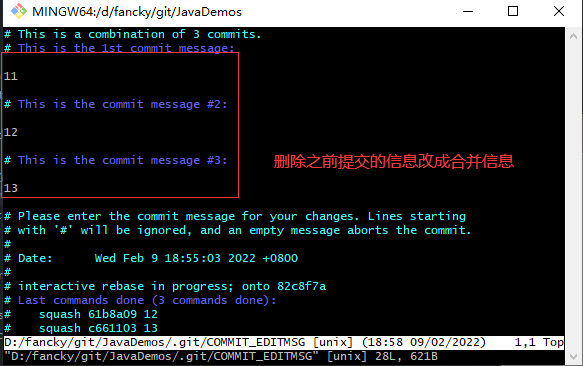 MINGW64:/d/fancky/git/JavaDemos
# This is a combination of 3 commits.
# This is the 1st commit message:
11
# This is the commit message #2:
12
# This is the commit message #3:
删除之前提交的信息改成合并信息
13
# Please enter the commit message for your changes. Lines starting
# with '#' will be ignored, and an empty message aborts the commit.
#
# Date:      Wed Feb 9 18:55:03 2022 +0800
#
# interactive rebase in progress; onto 82c8f7a
# Last commands done (3 commands done):
#    squash 61b8a09 12
#    squash c661103 13
D:/fancky/git/JavaDemos/.git/COMMIT_EDITMSG [unix] (18:58 09/02/2022)    1,1 Top
"D:/fancky/git/JavaDemos/.git/COMMIT_EDITMSG" [unix] 28L, 621B